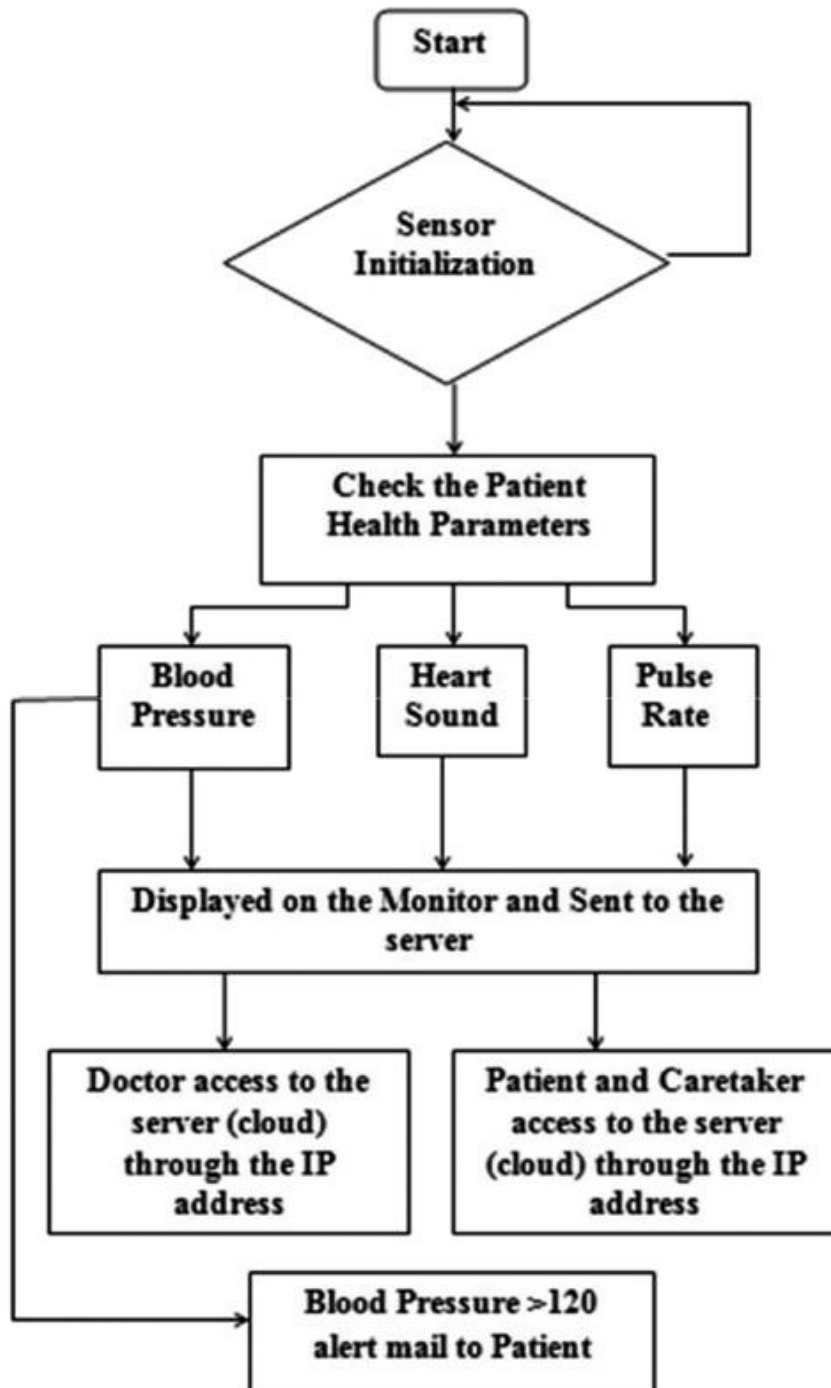 Start
Sensor
Initialization
Check the Patient
Health Parameters
Blood
Pressure
Heart
Sound
Pulse
Rate
Displayed on the Monitor and Sent to the
server
Doctor access to the
server (cloud)
through the IP
address
Patient and Caretaker
access to the server
(cloud) through the IP
address
Blood Pressure >120
alert mail to Patient